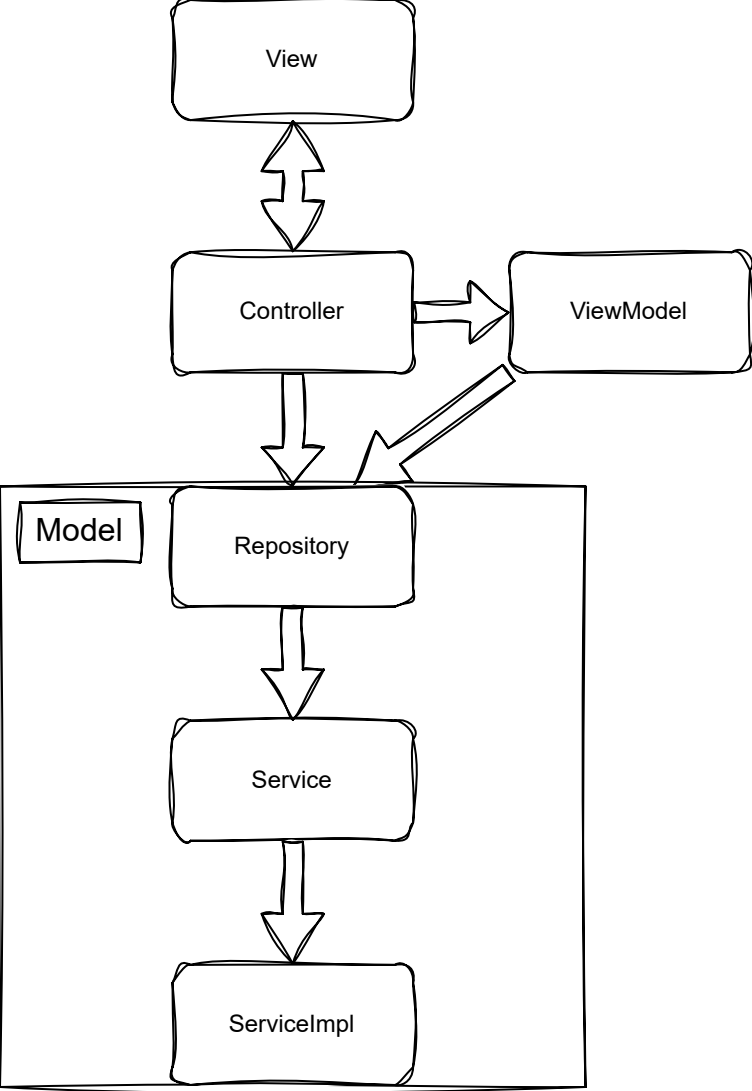 View
Controller
ViewModel
Model
Repository
Service
ServiceImpl